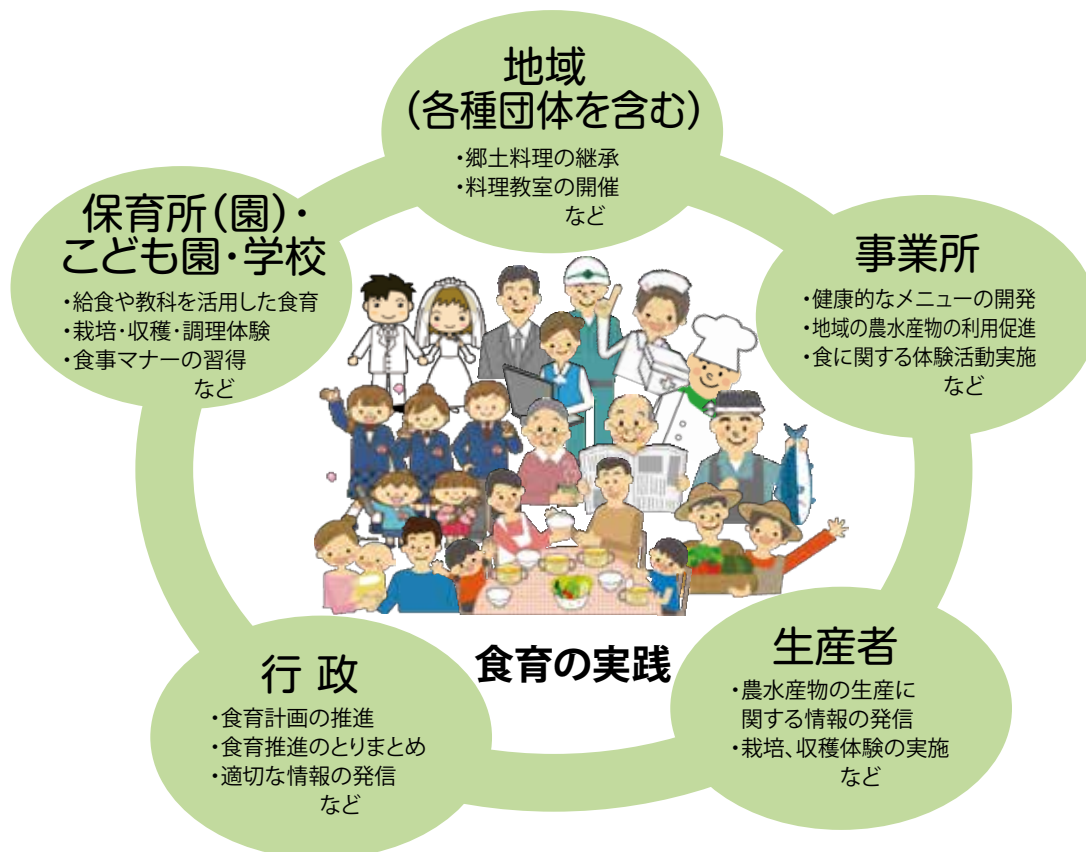 地域
(各種団体を含む)
・郷土料理の継承
・料理教室の開催
など
保育所(園)・
こども園・学校
・給食や教科を活用した食育
・栽培・収穫・調理体験
・食事マナーの習得
など
事業所
・健康的なメニューの開発
・地域の農水産物の利用促進
・食に関する体験活動実施
など
食育の実践
行 政
・食育計画の推進
・食育推進のとりまとめ
・適切な情報の発信
など
生産者
・農水産物の生産に
関する情報の発信
・栽培、収穫体験の実施
など